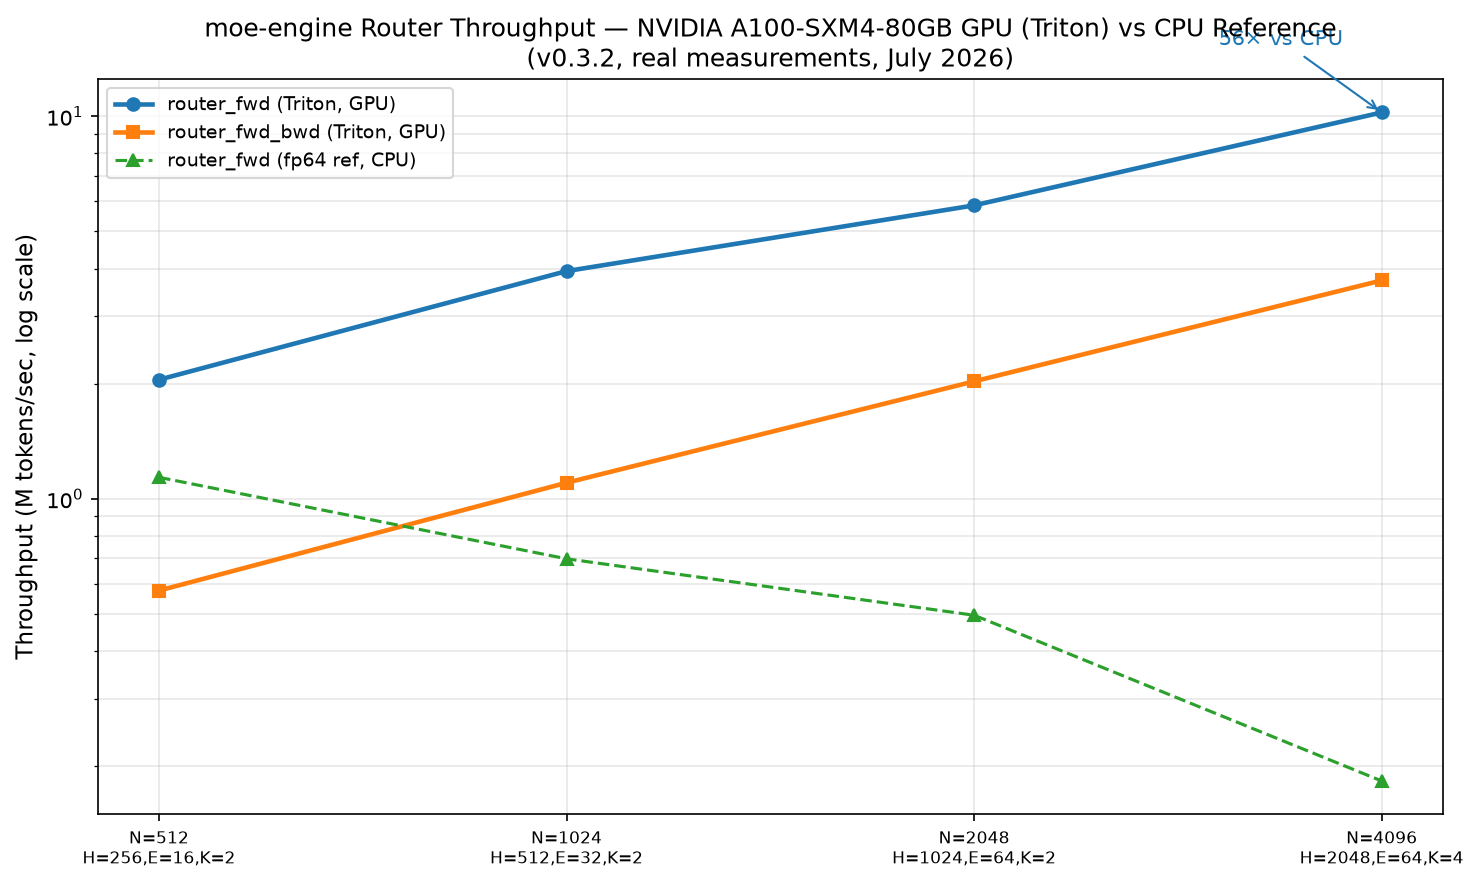 moe-engine Router Throughput — NVIDIA A100-SXM4-80GB GPU (Triton) vs CPU Reference
(v0.3.2, real measurements, July 2026)
56× vs CPU
router_fwd (Triton, GPU)
router_fwd_bwd (Triton, GPU)
router_fwd (fp64 ref, CPU)
Throughput (M tokens/sec, log scale)
10¹
10⁰
N=512
H=256,E=16,K=2
N=1024
H=512,E=32,K=2
N=2048
H=1024,E=64,K=2
N=4096
H=2048,E=64,K=4